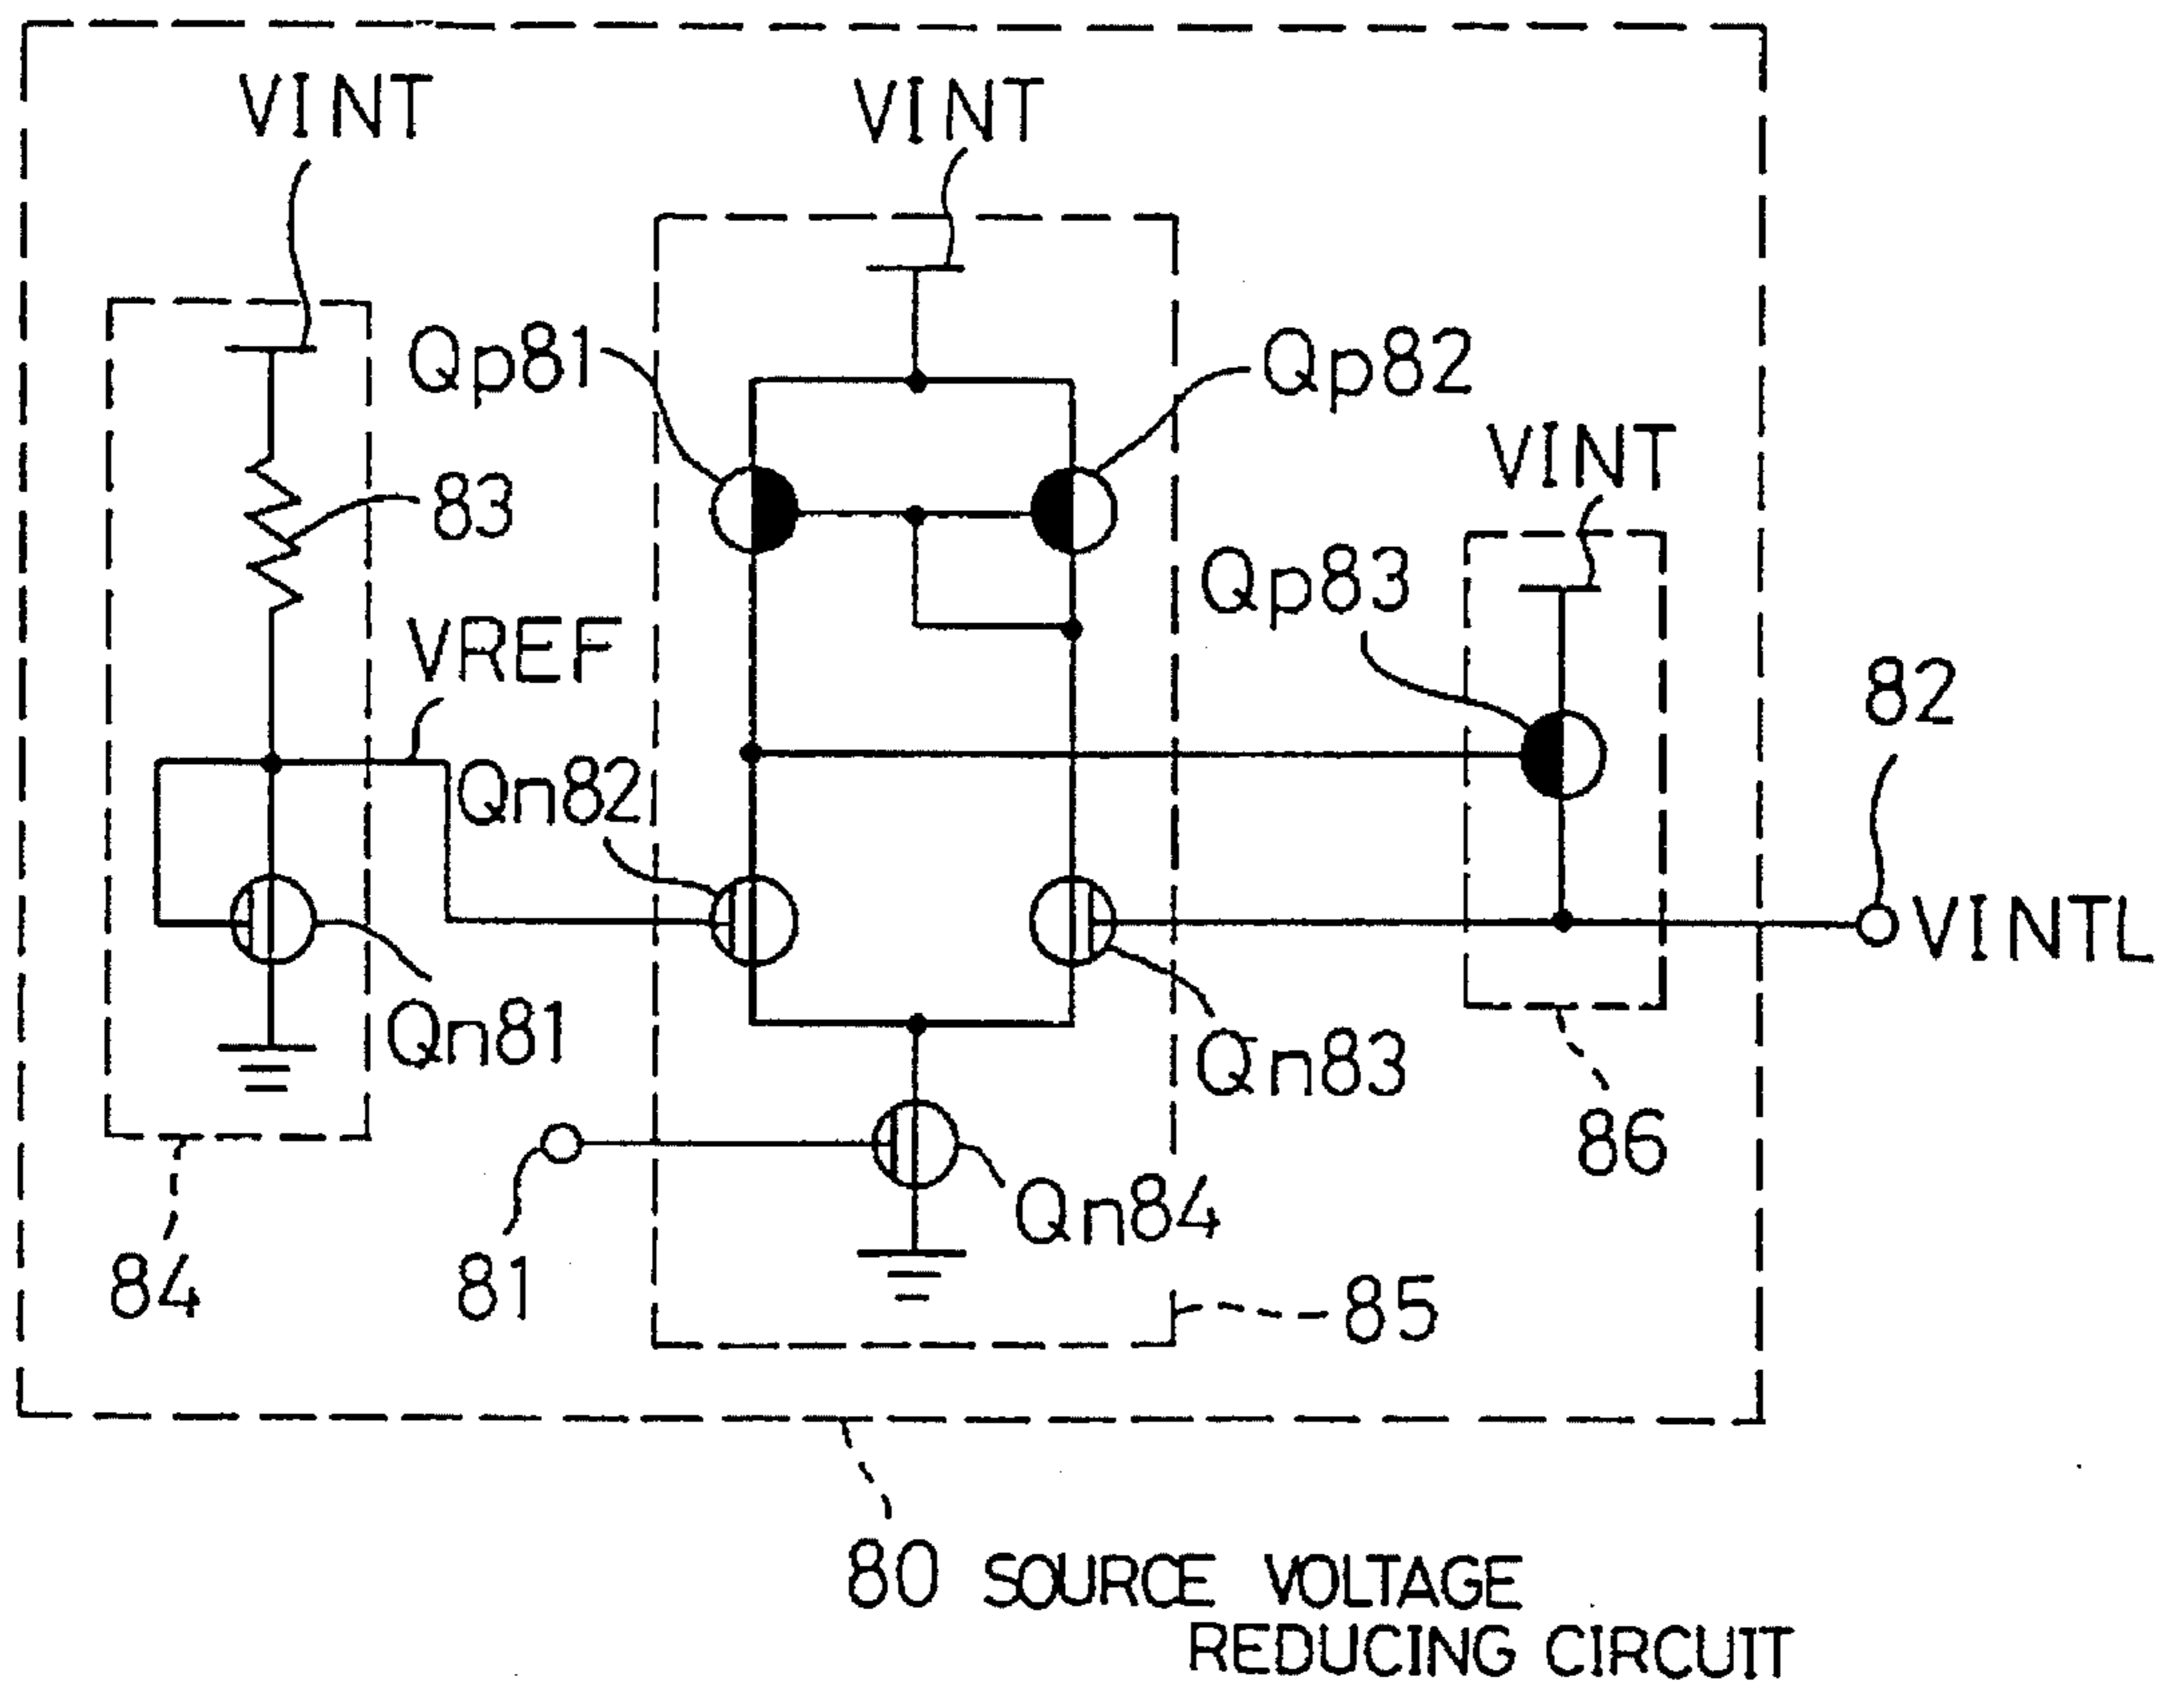 VINT
VINT
Qp81
Qp82
VINT
83
Qp83
VREF
82
Qn82
VINTL
Qn81
Qn83
86
Qn84
84
81
85
80 SOURCE VOLTAGE
REDUCING CIRCUIT